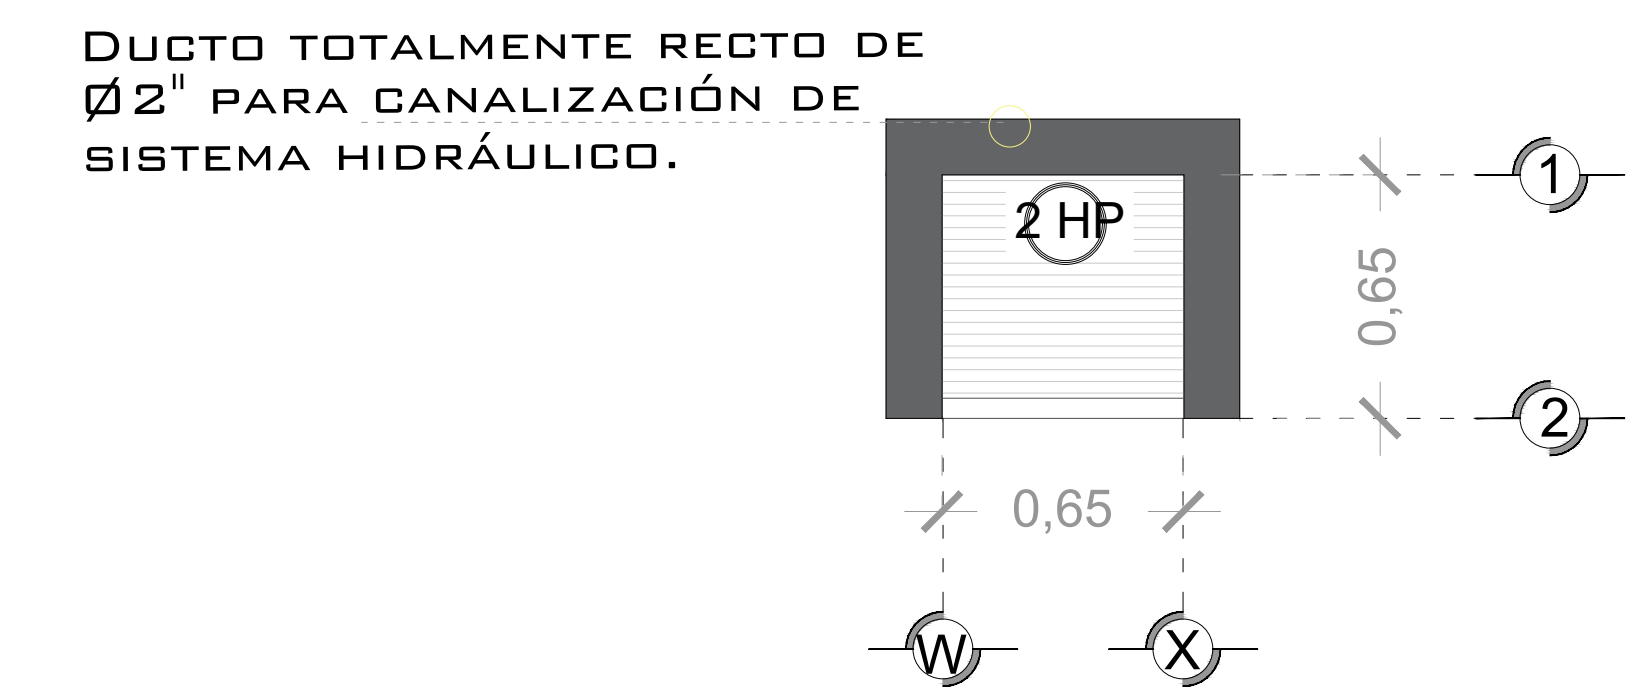 Ducto totalmente recto de
Ø2" para canalización de
sistema hidráulico.
2 HP
1
0,65
2
0,65
W
X